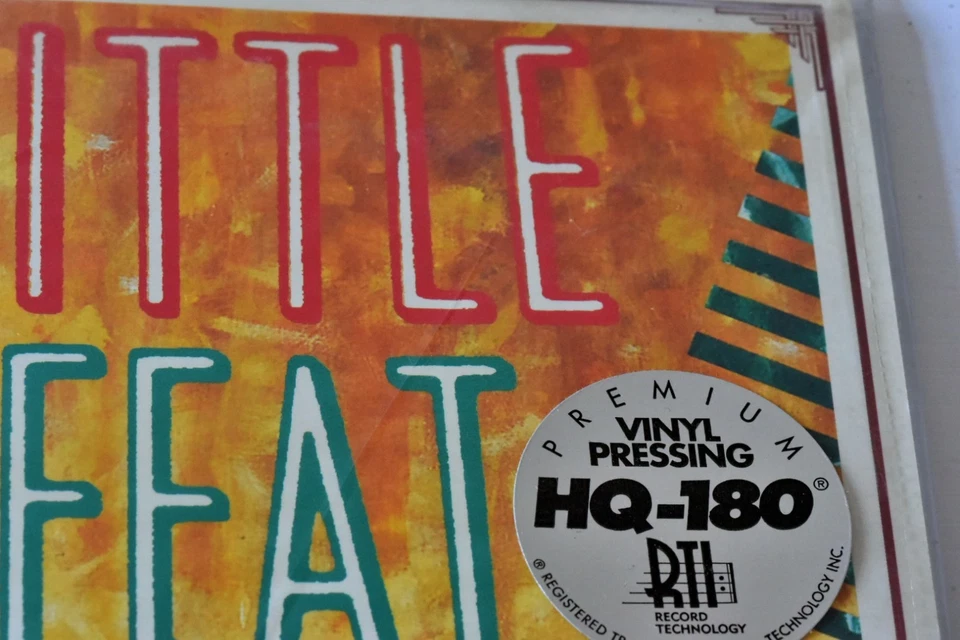 ITTLE
FEAT
PREMIUM
VINYL
PRESSING
HQ-180®
RTI
RECORD
TECHNOLOGY
® REGISTERED TR
TECHNOLOGY INC.